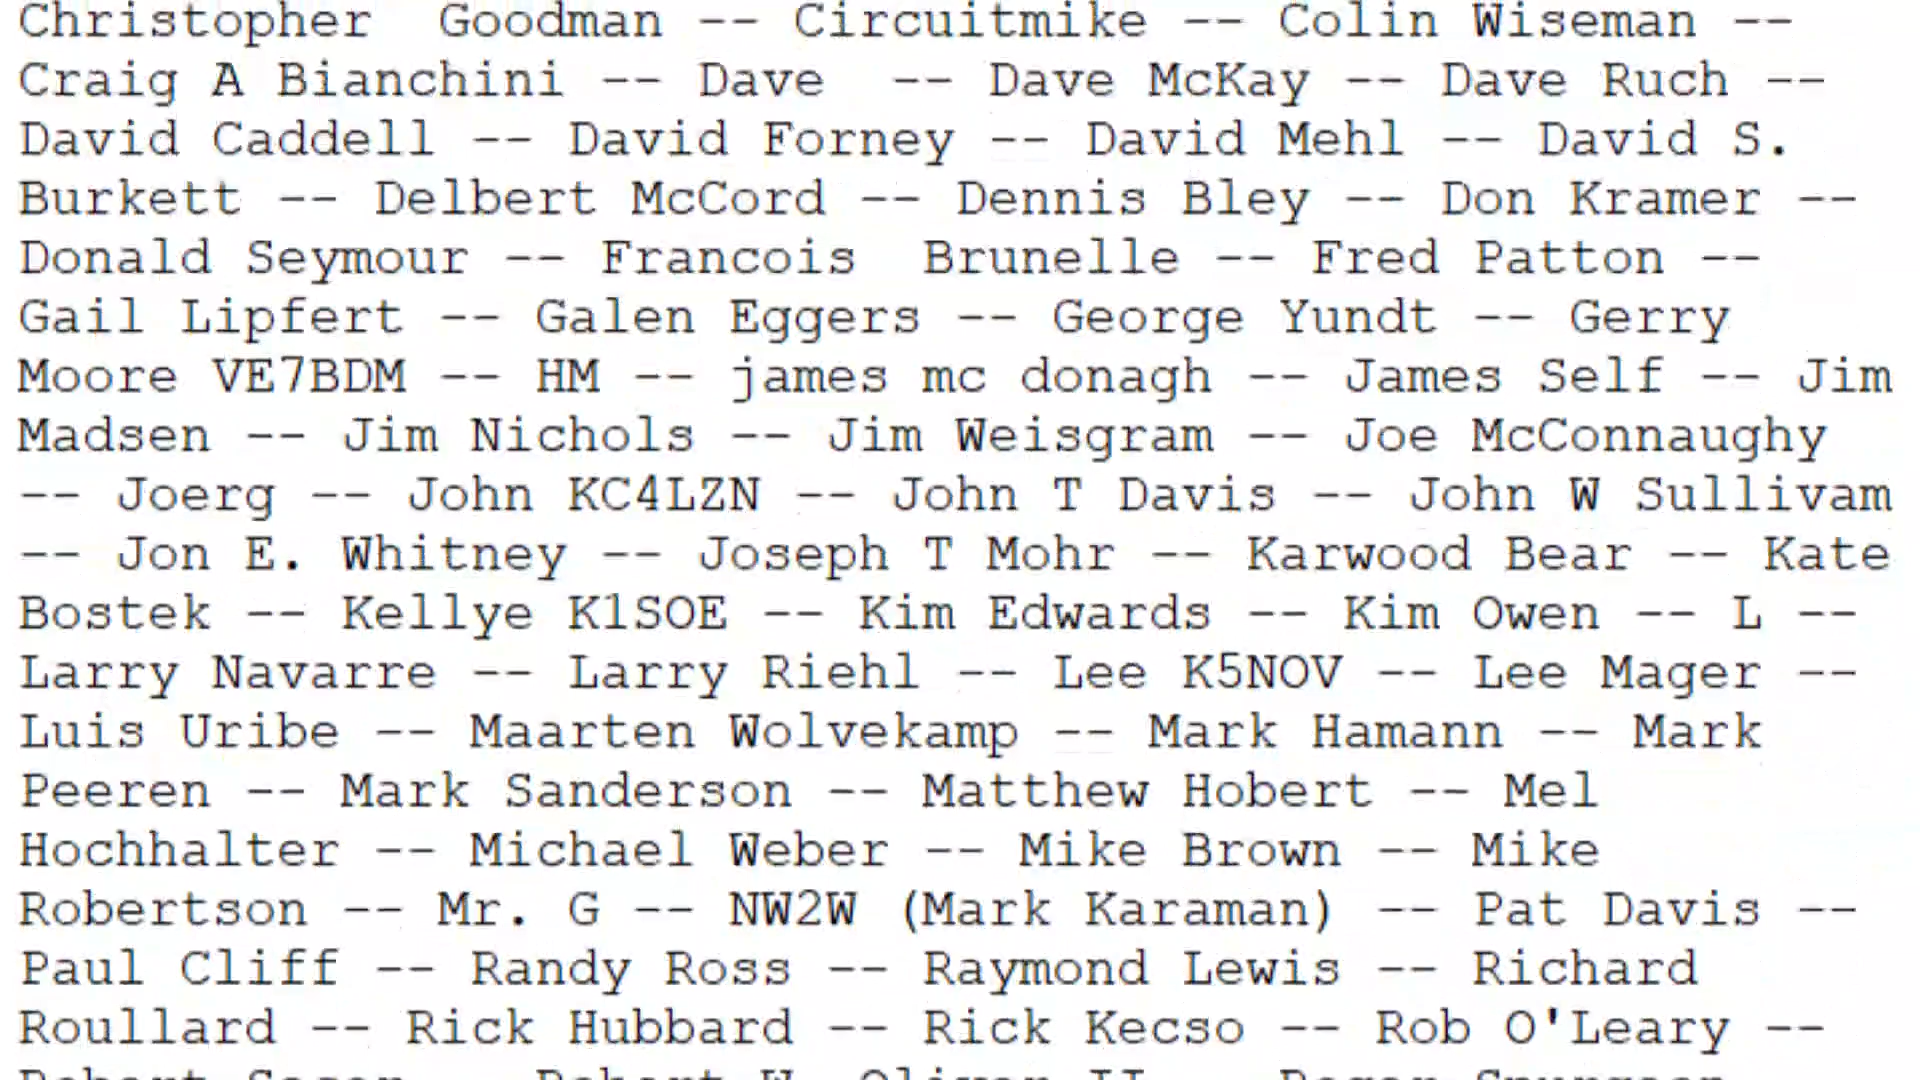 Christopher  Goodman -- Circuitmike -- Colin Wiseman --
Craig A Bianchini -- Dave  -- Dave McKay -- Dave Ruch --
David Caddell -- David Forney -- David Mehl -- David S.
Burkett -- Delbert McCord -- Dennis Bley -- Don Kramer --
Donald Seymour -- Francois  Brunelle -- Fred Patton --
Gail Lipfert -- Galen Eggers -- George Yundt -- Gerry
Moore VE7BDM -- HM -- james mc donagh -- James Self -- Jim
Madsen -- Jim Nichols -- Jim Weisgram -- Joe McConnaughy
-- Joerg -- John KC4LZN -- John T Davis -- John W Sullivam
-- Jon E. Whitney -- Joseph T Mohr -- Karwood Bear -- Kate
Bostek -- Kellye K1SOE -- Kim Edwards -- Kim Owen -- L --
Larry Navarre -- Larry Riehl -- Lee K5NOV -- Lee Mager --
Luis Uribe -- Maarten Wolvekamp -- Mark Hamann -- Mark
Peeren -- Mark Sanderson -- Matthew Hobert -- Mel
Hochhalter -- Michael Weber -- Mike Brown -- Mike
Robertson -- Mr. G -- NW2W (Mark Karaman) -- Pat Davis --
Paul Cliff -- Randy Ross -- Raymond Lewis -- Richard
Roullard -- Rick Hubbard -- Rick Kecso -- Rob O'Leary --
Robert W. Oliver II